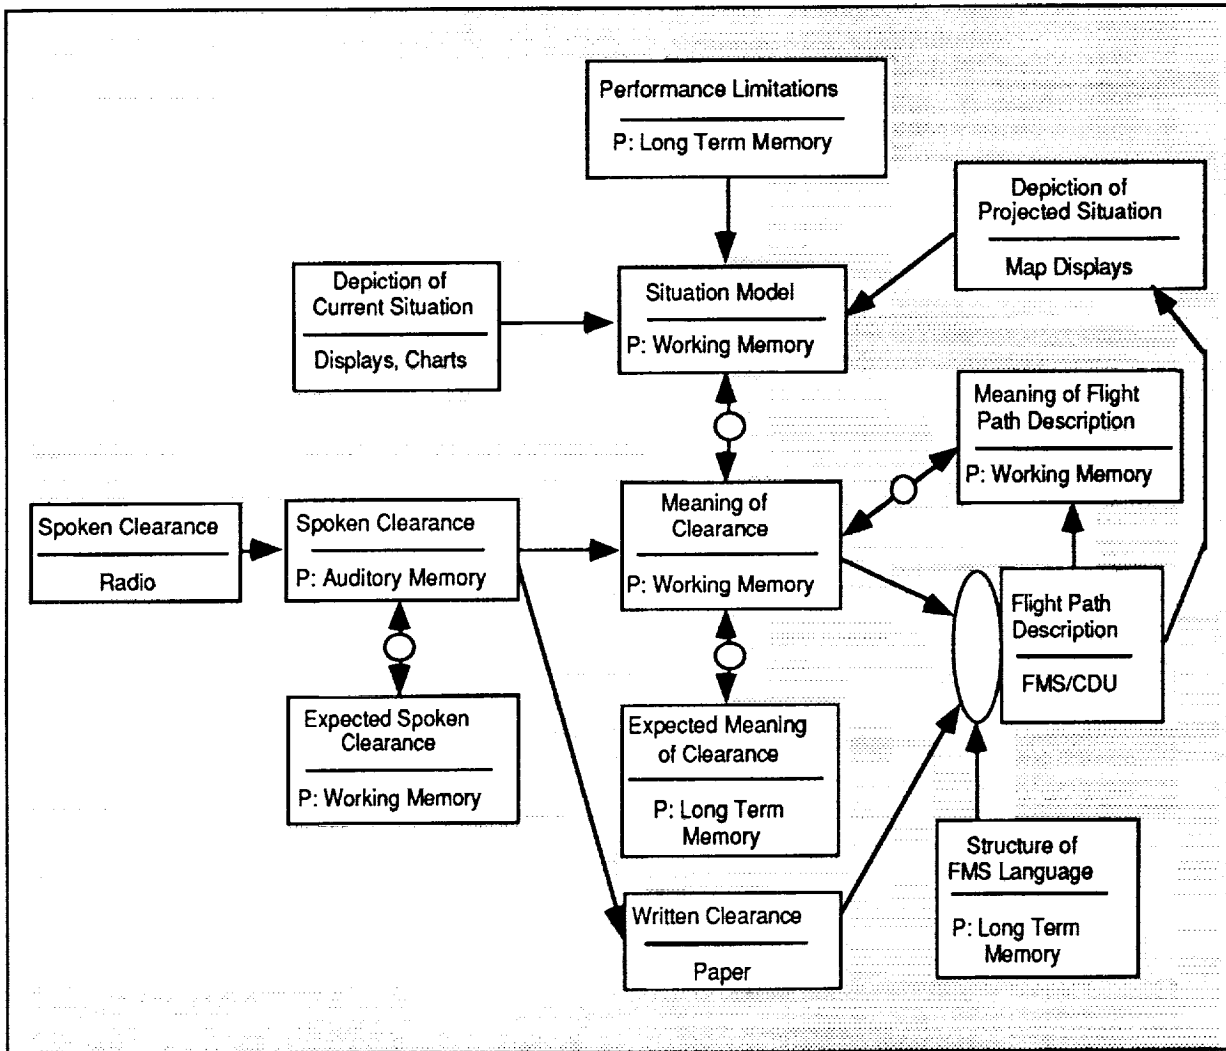 Performance Limitations
P: Long Term Memory
Depiction of
Projected Situation
Map Displays
Depiction of
Current Situation
Displays, Charts
Situation Model
P: Working Memory
Meaning of Flight
Path Description
P: Working Memory
Spoken Clearance
Radio
Spoken Clearance
P: Auditory Memory
Meaning of
Clearance
P: Working Memory
Flight Path
Description
FMS/CDU
Expected Spoken
Clearance
P: Working Memory
Expected Meaning
of Clearance
P: Long Term
Memory
Structure of
FMS Language
P: Long Term
Memory
Written Clearance
Paper